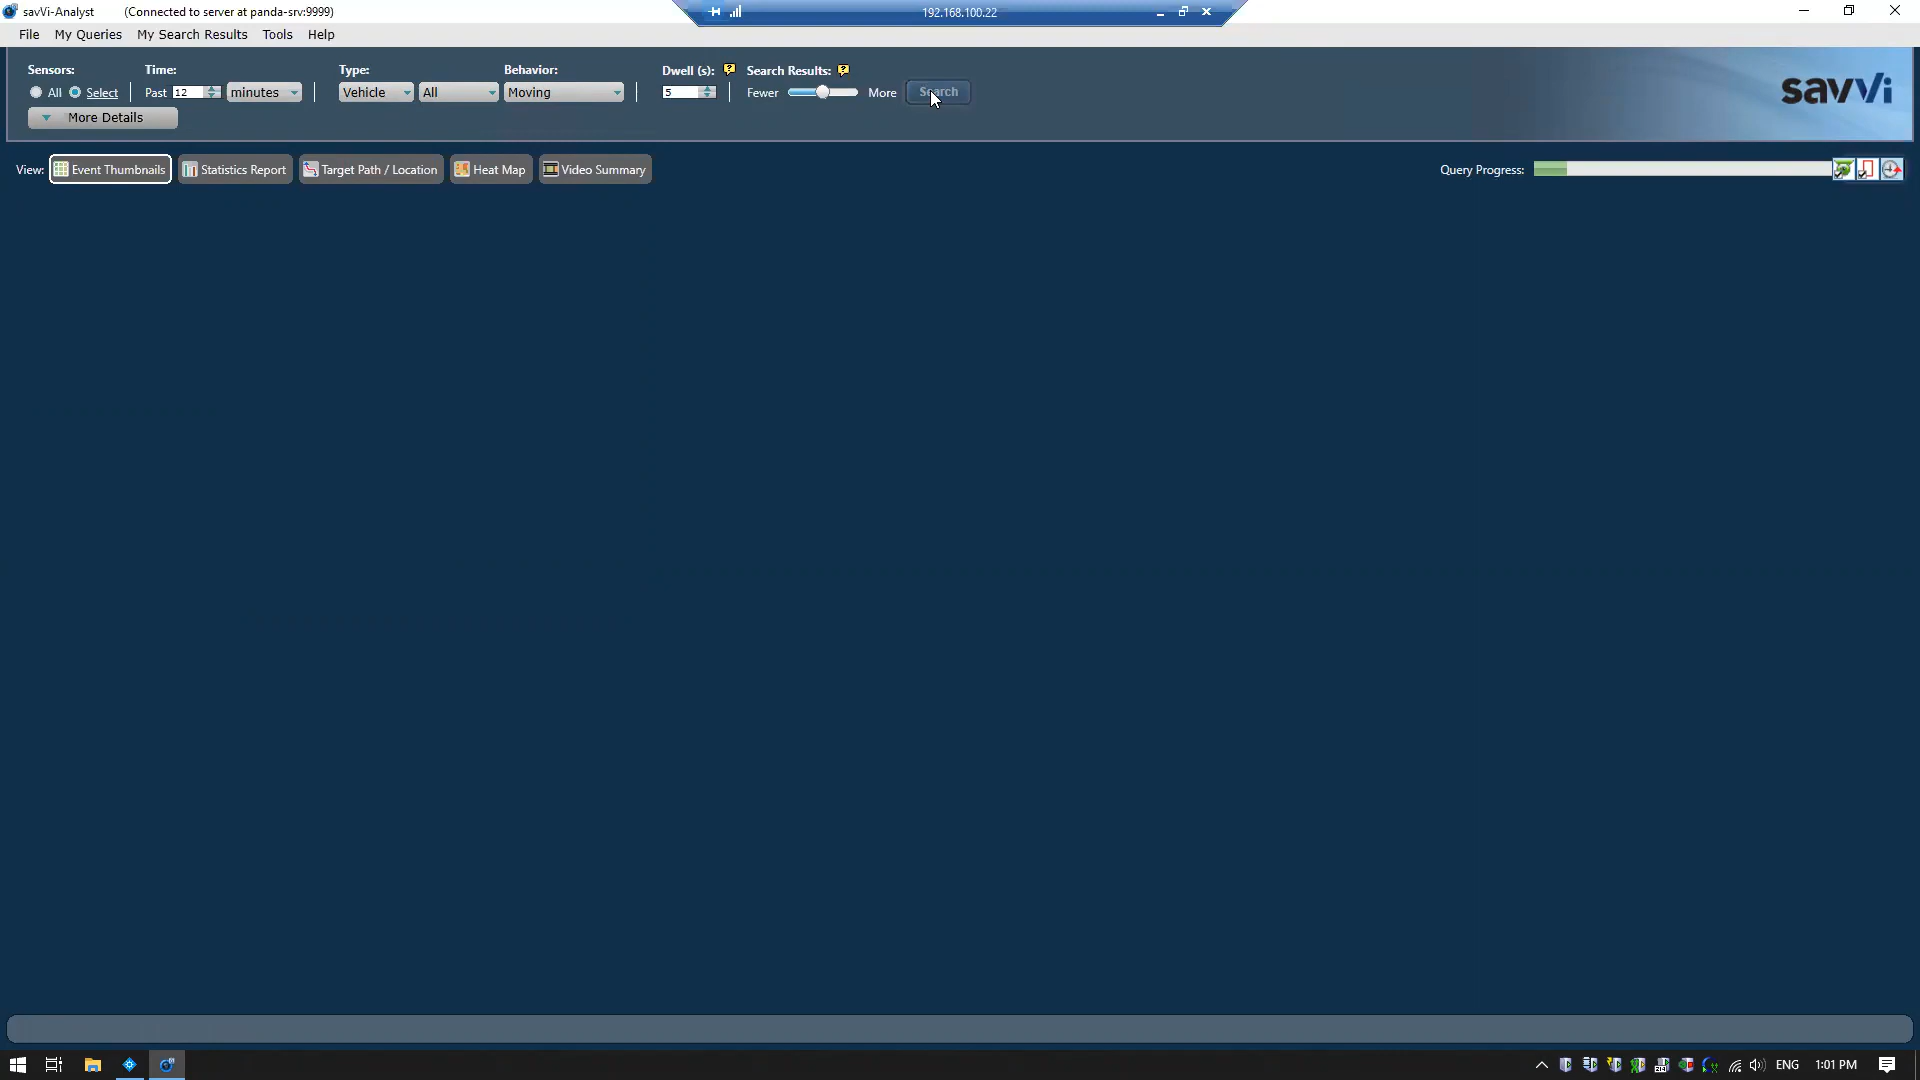 savVi-Analyst (Connected to server at panda-srv:9999)
192.168.100.22
File My Queries My Search Results Tools Help
Sensors: Time: Type: Behavior: Dwell (s): Search Results:
All Select Past 12 minutes Vehicle All Moving 5 Fewer More Search
More Details
savVi
View: Event Thumbnails Statistics Report Target Path / Location Heat Map Video Summary Query Progress:
ENG 1:01 PM